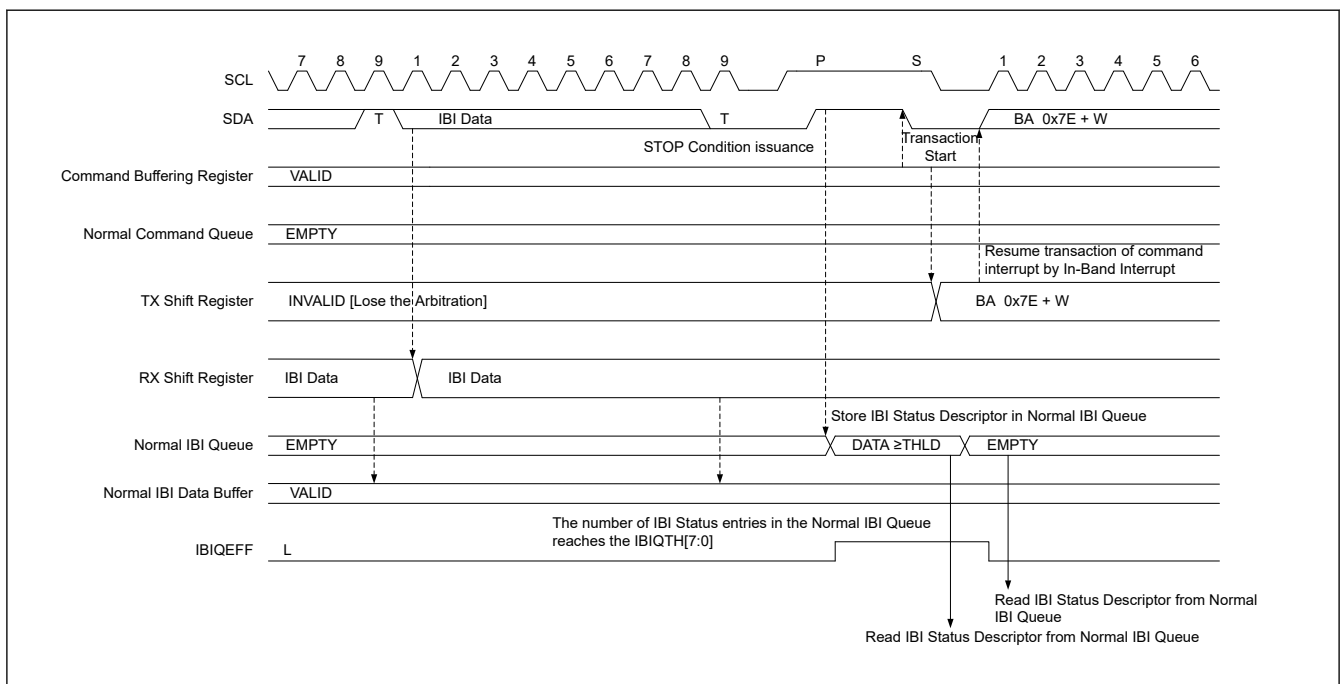 7 8 9 1 2 3 4 5 6 7 8 9 P S 1 2 3 4 5 6
SCL
SDA T IBI Data T BA 0x7E + W
STOP Condition issuance
Transaction
Start
Command Buffering Register VALID
Normal Command Queue EMPTY
Resume transaction of command
interrupt by In-Band Interrupt
TX Shift Register INVALID [Lose the Arbitration] BA 0x7E + W
RX Shift Register IBI Data IBI Data
Store IBI Status Descriptor in Normal IBI Queue
Normal IBI Queue EMPTY DATA ≥THLD EMPTY
Normal IBI Data Buffer VALID
The number of IBI Status entries in the Normal IBI Queue
reaches the IBIQTH[7:0]
IBIQEFF L
Read IBI Status Descriptor from Normal
IBI Queue
Read IBI Status Descriptor from Normal IBI Queue